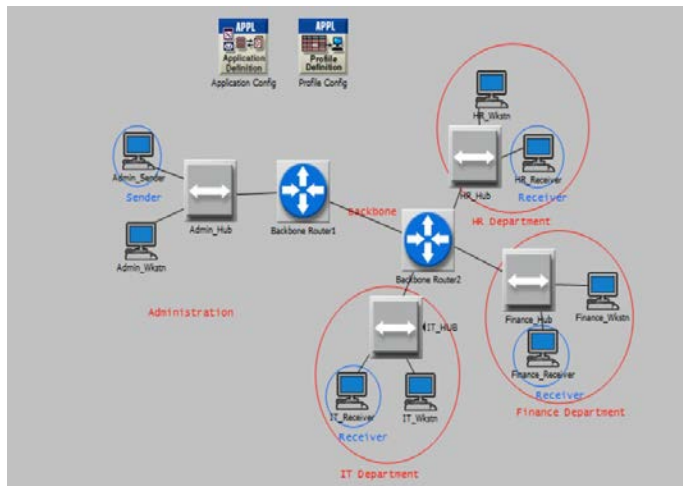 APPL
Application
Definition
Application Config
APPL
Profile
Definition
Profile Config
HR_Wkstn
HR_Receiver
Receiver
HR_Hub
HR Department
Admin_Sender
Sender
Admin_Hub
Admin_Wkstn
Administration
Backbone Router1
Backbone
Backbone Router2
Finance_Hub
Finance_Wkstn
Finance_Receiver
Receiver
Finance Department
IT_HUB
IT_Receiver
IT_Wkstn
Receiver
IT Department